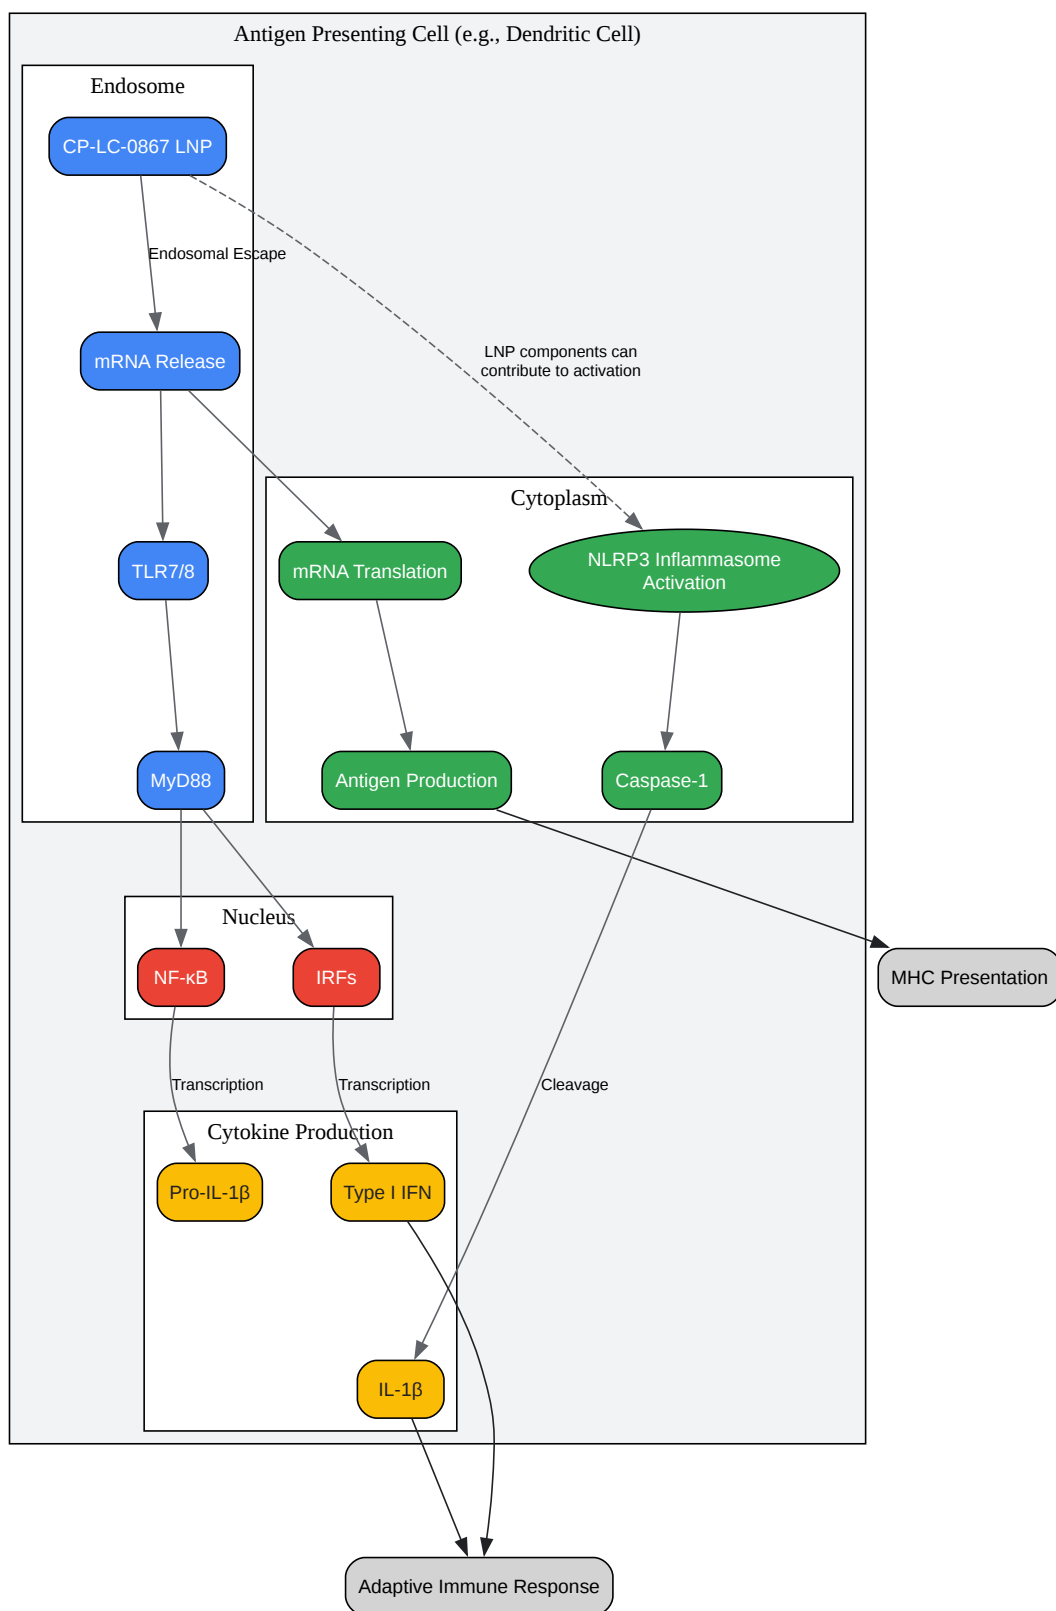 Antigen Presenting Cell (e.g., Dendritic Cell)
Endosome
CP-LC-0867 LNP
Endosomal Escape
mRNA Release
LNP components can
contribute to activation
Cytoplasm
TLR7/8
mRNA Translation
NLRP3 Inflammasome
Activation
MyD88
Antigen Production
Caspase-1
Nucleus
NF-κB
IRFs
MHC Presentation
Transcription
Transcription
Cleavage
Cytokine Production
Pro-IL-1β
Type I IFN
IL-1β
Adaptive Immune Response